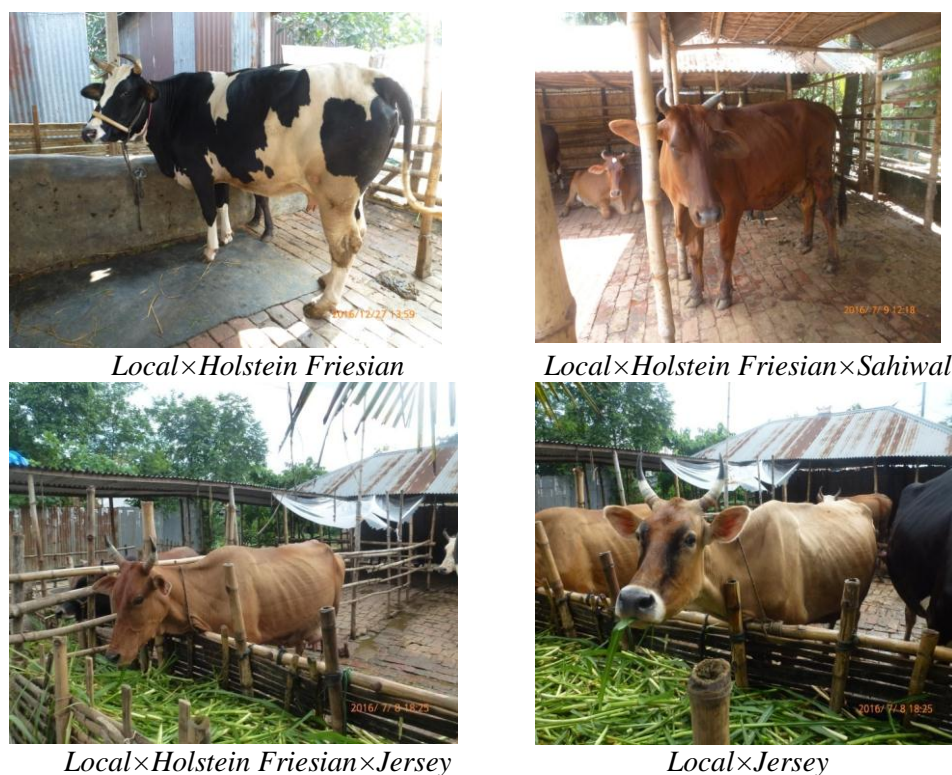 2016/12/27 13:59
2016/ 7/ 9 12:18
Local×Holstein Friesian
Local×Holstein Friesian×Sahiwal
2016/ 7/ 8 18:25
2016/ 7/ 8 18:25
Local×Holstein Friesian×Jersey
Local×Jersey